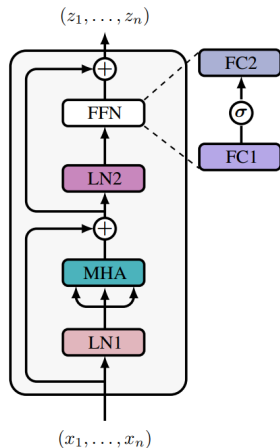 (z₁, . . . , zₙ)
+
FFN
FC2
σ
FC1
LN2
+
MHA
LN1
(x₁, . . . , xₙ)